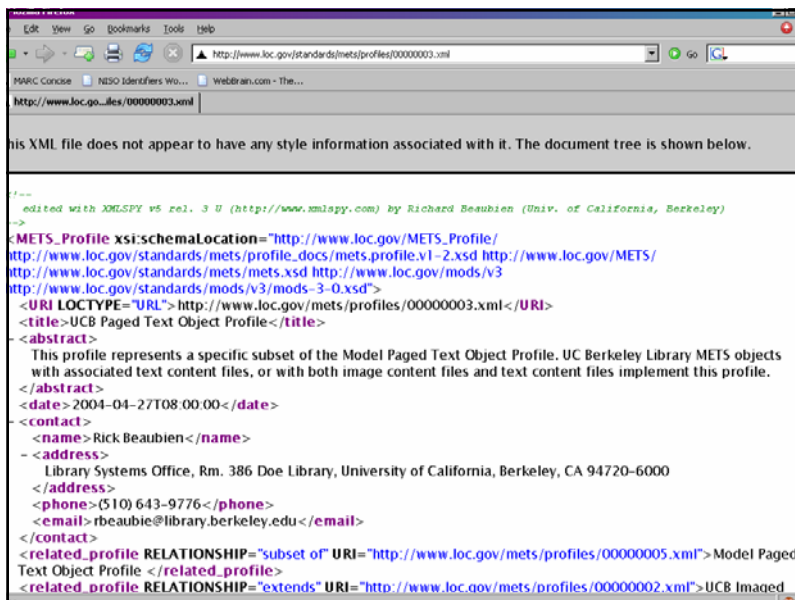 Edit View Go Bookmarks Tools Help
http://www.loc.gov/standards/mets/profiles/00000003.xml Go G
MARC Concise NISO Identifiers Wo... WebBrain.com - The...
http://www.loc.go...iles/00000003.xml
his XML file does not appear to have any style information associated with it. The document tree is shown below.
<!--
edited with XMLSPY v5 rel. 3 U (http://www.xmlspy.com) by Richard Beaubien (Univ. of California, Berkeley)
-->
<METS_Profile xsi:schemaLocation="http://www.loc.gov/METS_Profile/
http://www.loc.gov/standards/mets/profile_docs/mets.profile.v1-2.xsd http://www.loc.gov/METS/
http://www.loc.gov/standards/mets/mets.xsd http://www.loc.gov/mods/v3
http://www.loc.gov/standards/mods/v3/mods-3-0.xsd">
<URI LOCTYPE="URL">http://www.loc.gov/mets/profiles/00000003.xml</URI>
<title>UCB Paged Text Object Profile</title>
- <abstract>
This profile represents a specific subset of the Model Paged Text Object Profile. UC Berkeley Library METS objects
with associated text content files, or with both image content files and text content files implement this profile.
</abstract>
<date>2004-04-27T08:00:00</date>
- <contact>
<name>Rick Beaubien</name>
- <address>
Library Systems Office, Rm. 386 Doe Library, University of California, Berkeley, CA 94720-6000
</address>
<phone>(510) 643-9776</phone>
<email>rbeaubie@library.berkeley.edu</email>
</contact>
<related_profile RELATIONSHIP="subset of" URI="http://www.loc.gov/mets/profiles/00000005.xml">Model Paged
Text Object Profile </related_profile>
<related_profile RELATIONSHIP="extends" URI="http://www.loc.gov/mets/profiles/00000002.xml">UCB Imaged